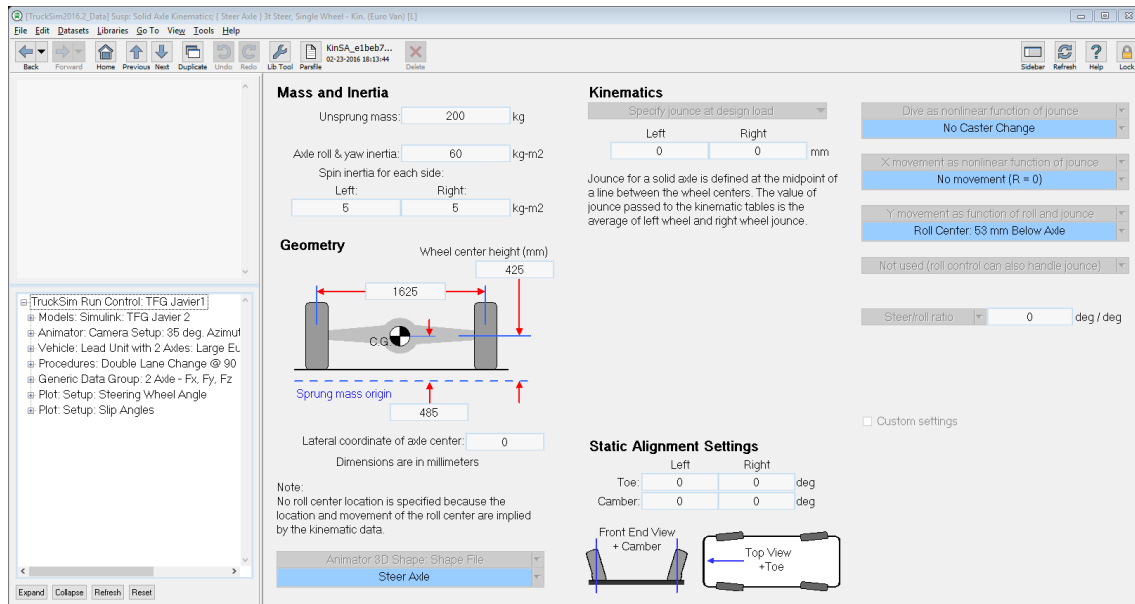 [TruckSim2016.2_Data] Susp: Solid Axle Kinematics; { Steer Axle } 3t Steer, Single Wheel - Kin. (Euro Van) [L]
File Edit Datasets Libraries Go To View Tools Help
Back Forward Home Previous Next Duplicate Undo Redo Lib Tool Parsfile
KinSA_e1beb7...
02-23-2016 18:13:44
Delete
Sidebar Refresh Help Lock
TruckSim Run Control: TFG Javier1
Models: Simulink: TFG Javier 2
Animator: Camera Setup: 35 deg. Azimut
Vehicle: Lead Unit with 2 Axles: Large Eu
Procedures: Double Lane Change @ 90
Generic Data Group: 2 Axle - Fx, Fy, Fz
Plot: Setup: Steering Wheel Angle
Plot: Setup: Slip Angles
Expand Collapse Refresh Reset
Mass and Inertia
Unsprung mass: 200 kg
Axle roll & yaw inertia: 60 kg-m2
Spin inertia for each side:
Left: Right:
5 5 kg-m2
Geometry
Wheel center height (mm)
425
1625
C.G.
Sprung mass origin
485
Lateral coordinate of axle center: 0
Dimensions are in millimeters
Note:
No roll center location is specified because the
location and movement of the roll center are implied
by the kinematic data.
Animator 3D Shape: Shape File
Steer Axle
Kinematics
Specify jounce at design load
Left Right
0 0 mm
Jounce for a solid axle is defined at the midpoint of
a line between the wheel centers. The value of
jounce passed to the kinematic tables is the
average of left wheel and right wheel jounce.
Static Alignment Settings
Left Right
Toe: 0 0 deg
Camber: 0 0 deg
Front End View
+ Camber
Top View
+Toe
Dive as nonlinear function of jounce
No Caster Change
X movement as nonlinear function of jounce
No movement (R = 0)
Y movement as function of roll and jounce
Roll Center: 53 mm Below Axle
Not used (roll control can also handle jounce)
Steer/roll ratio 0 deg / deg
Custom settings